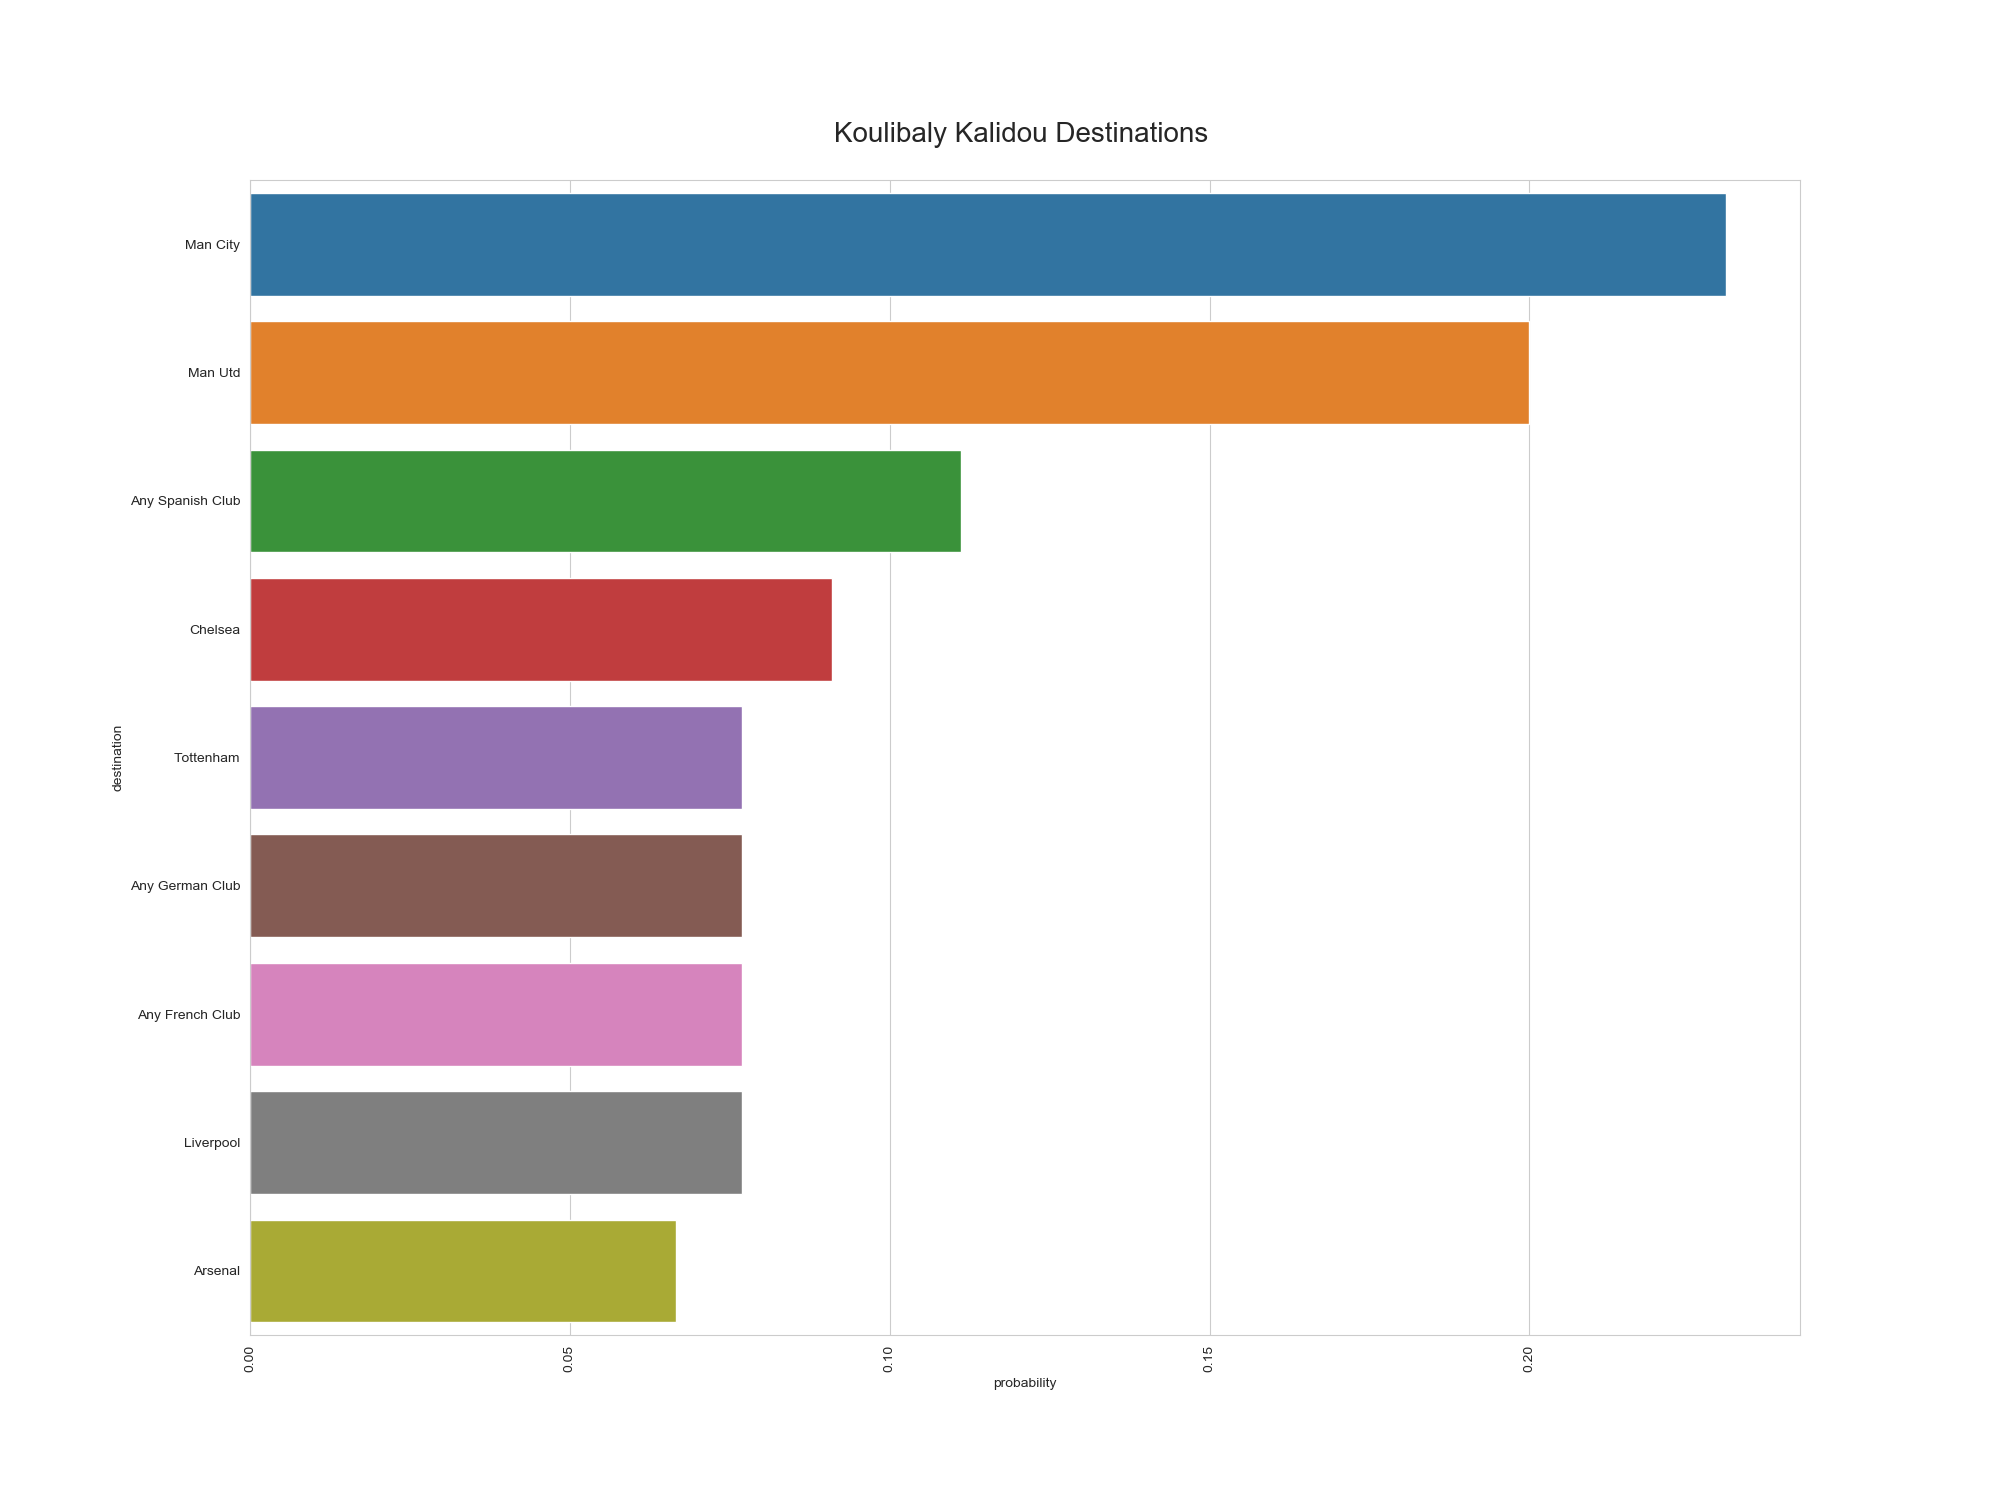 Koulibaly Kalidou Destinations
Man City
Man Utd
Any Spanish Club
Chelsea
Tottenham
Any German Club
Any French Club
Liverpool
Arsenal
destination
0.00
0.05
0.10
0.15
0.20
probability